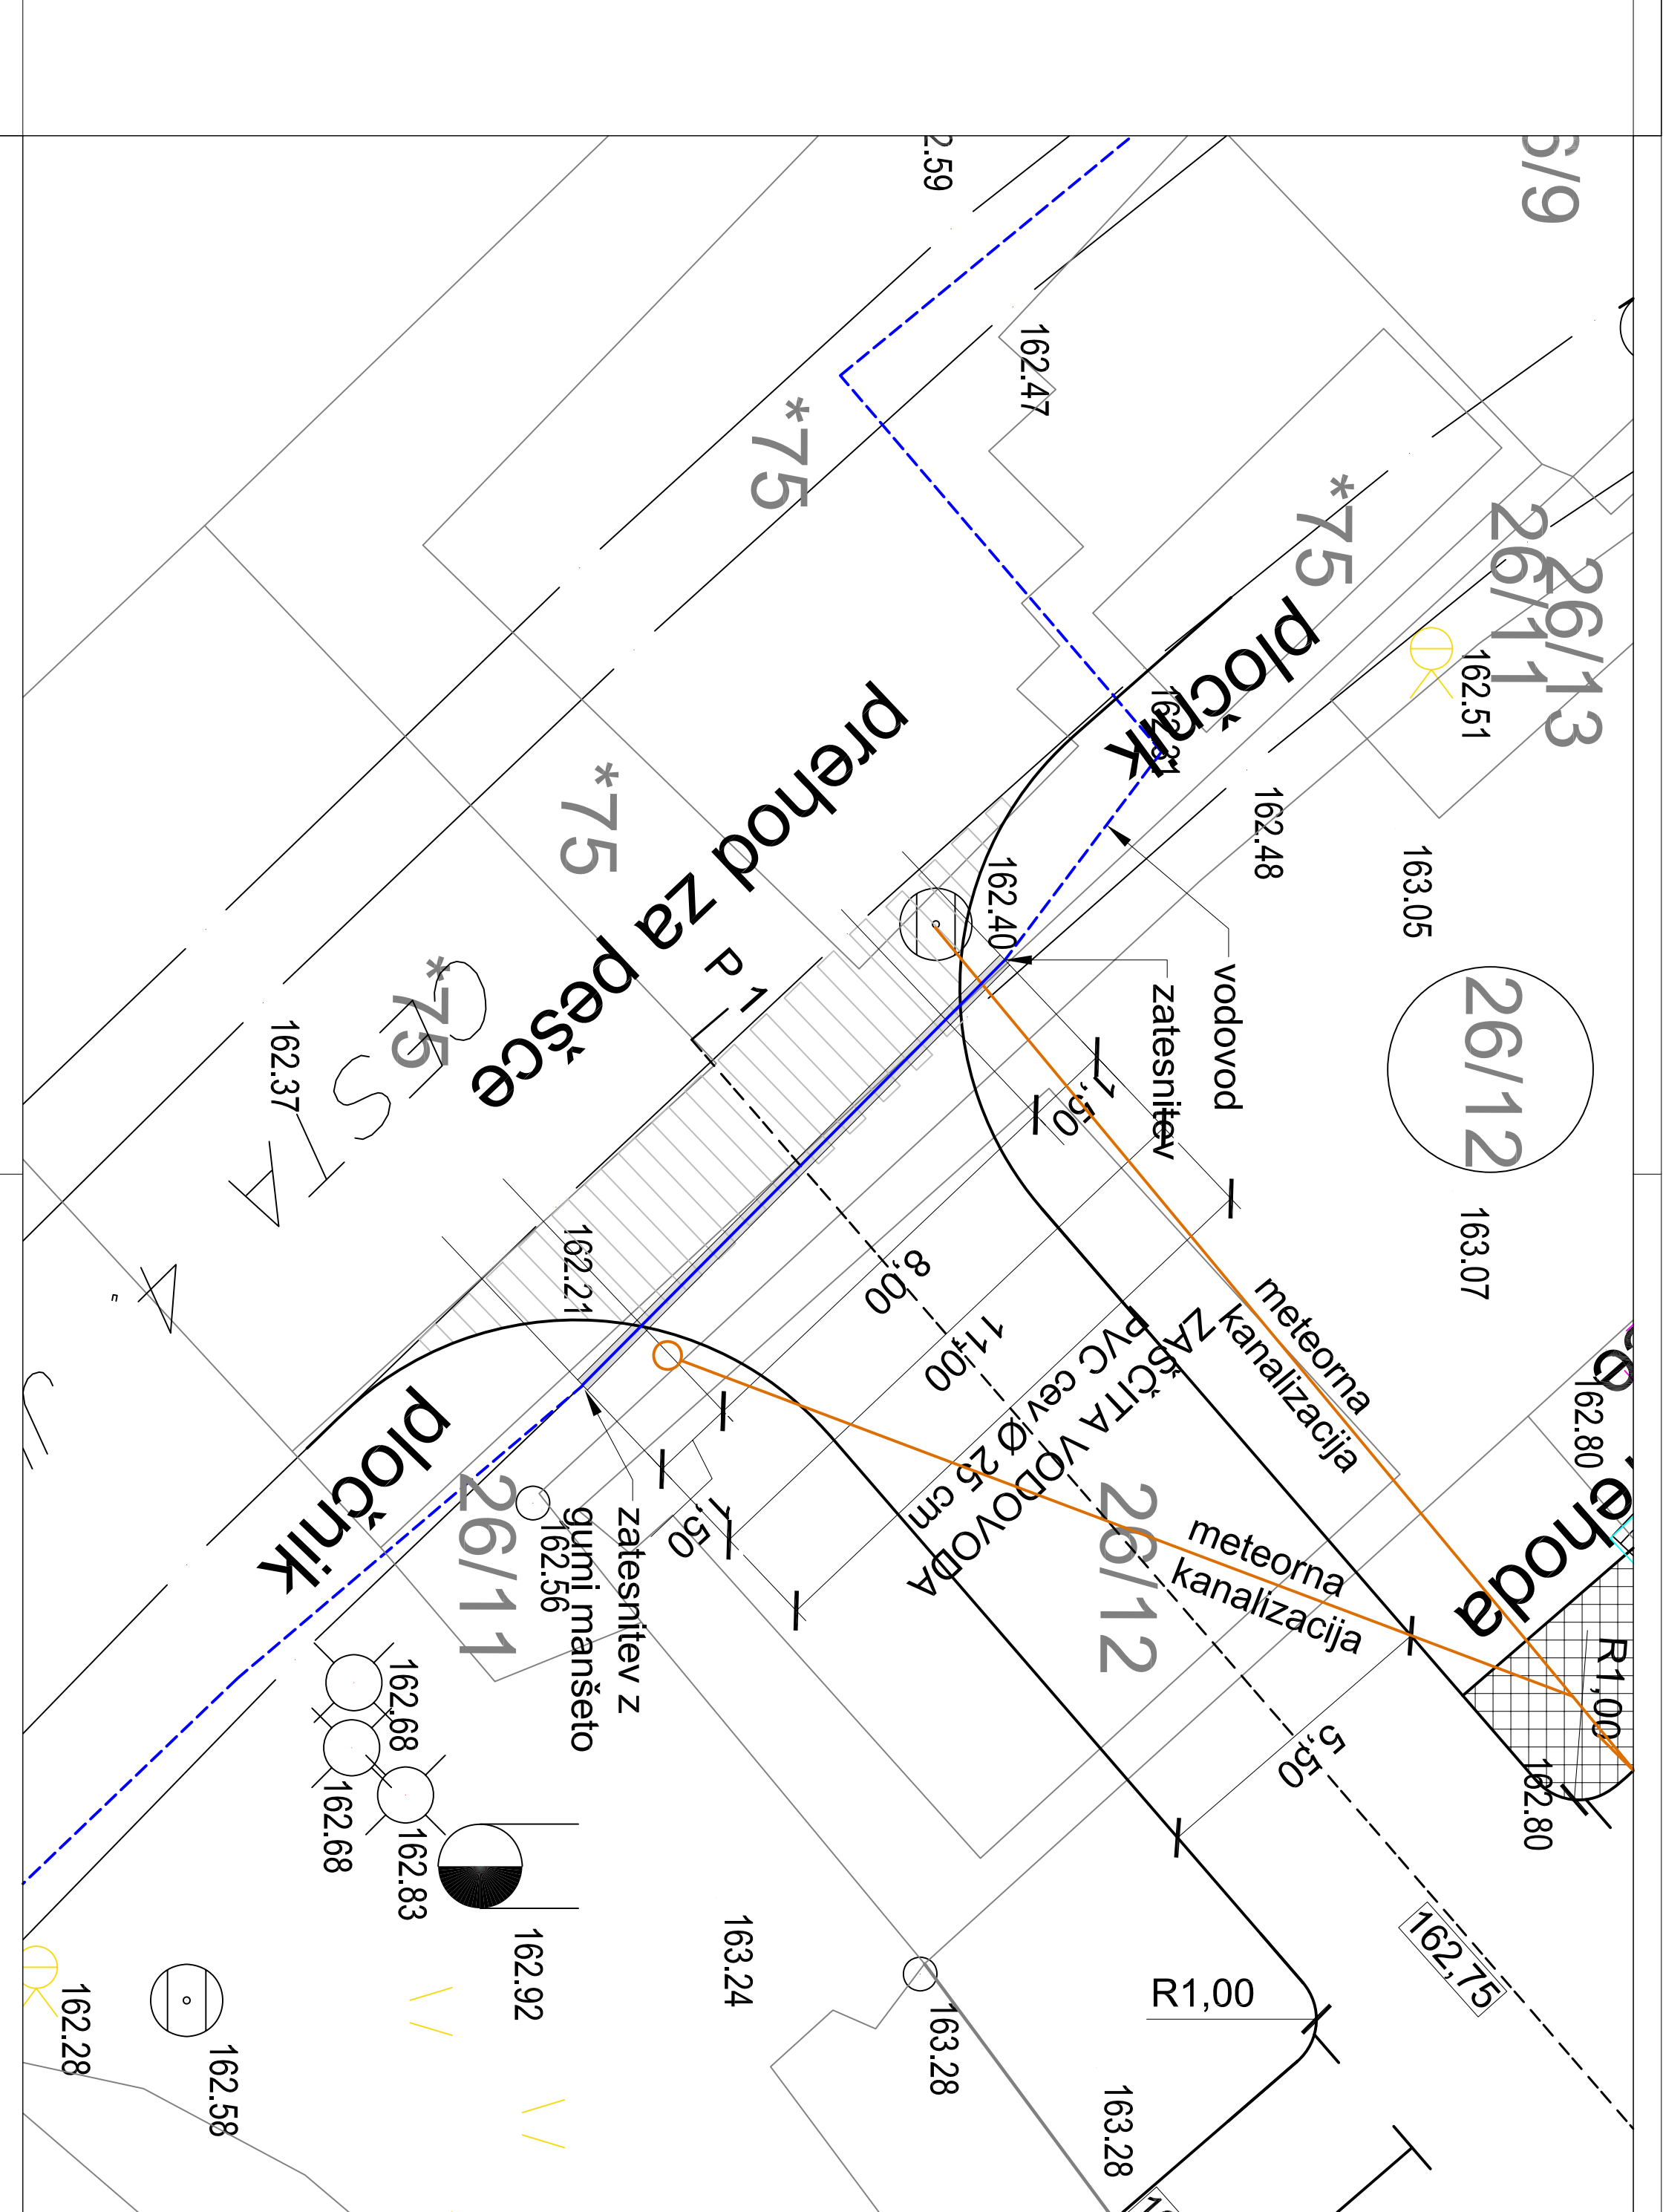 162.47
*75
*75
26/11
26/13
162.51
pločnik
162.48
163.05
162.40
26/12
163.07
vodovod
zatesnitev
prehod za pešce
P 1
*75
*75
162.37
C E S T A
162.21
1,50
8,00
11,00
ZAŠČITA VODOVODA
PVC cev Ø 25 cm
meteorna
kanalizacija
162.80
R1,00
162.80
26/12
meteorna
kanalizacija
5,50
1,50
zatesnitev z
gumi manšeto
pločnik
26/11
162.56
162.68
162.68
162.83
162.92
163.24
163.28
163.28
R1,00
162,75
162.28
162.58